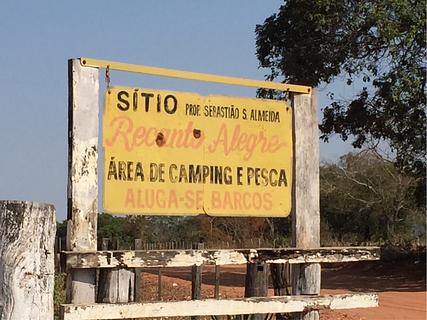 SÍTIO PROP. SEBASTIÃO S. ALMEIDA
Recanto Alegre
ÁREA DE CAMPING E PESCA
ALUGA-SE BARCOS